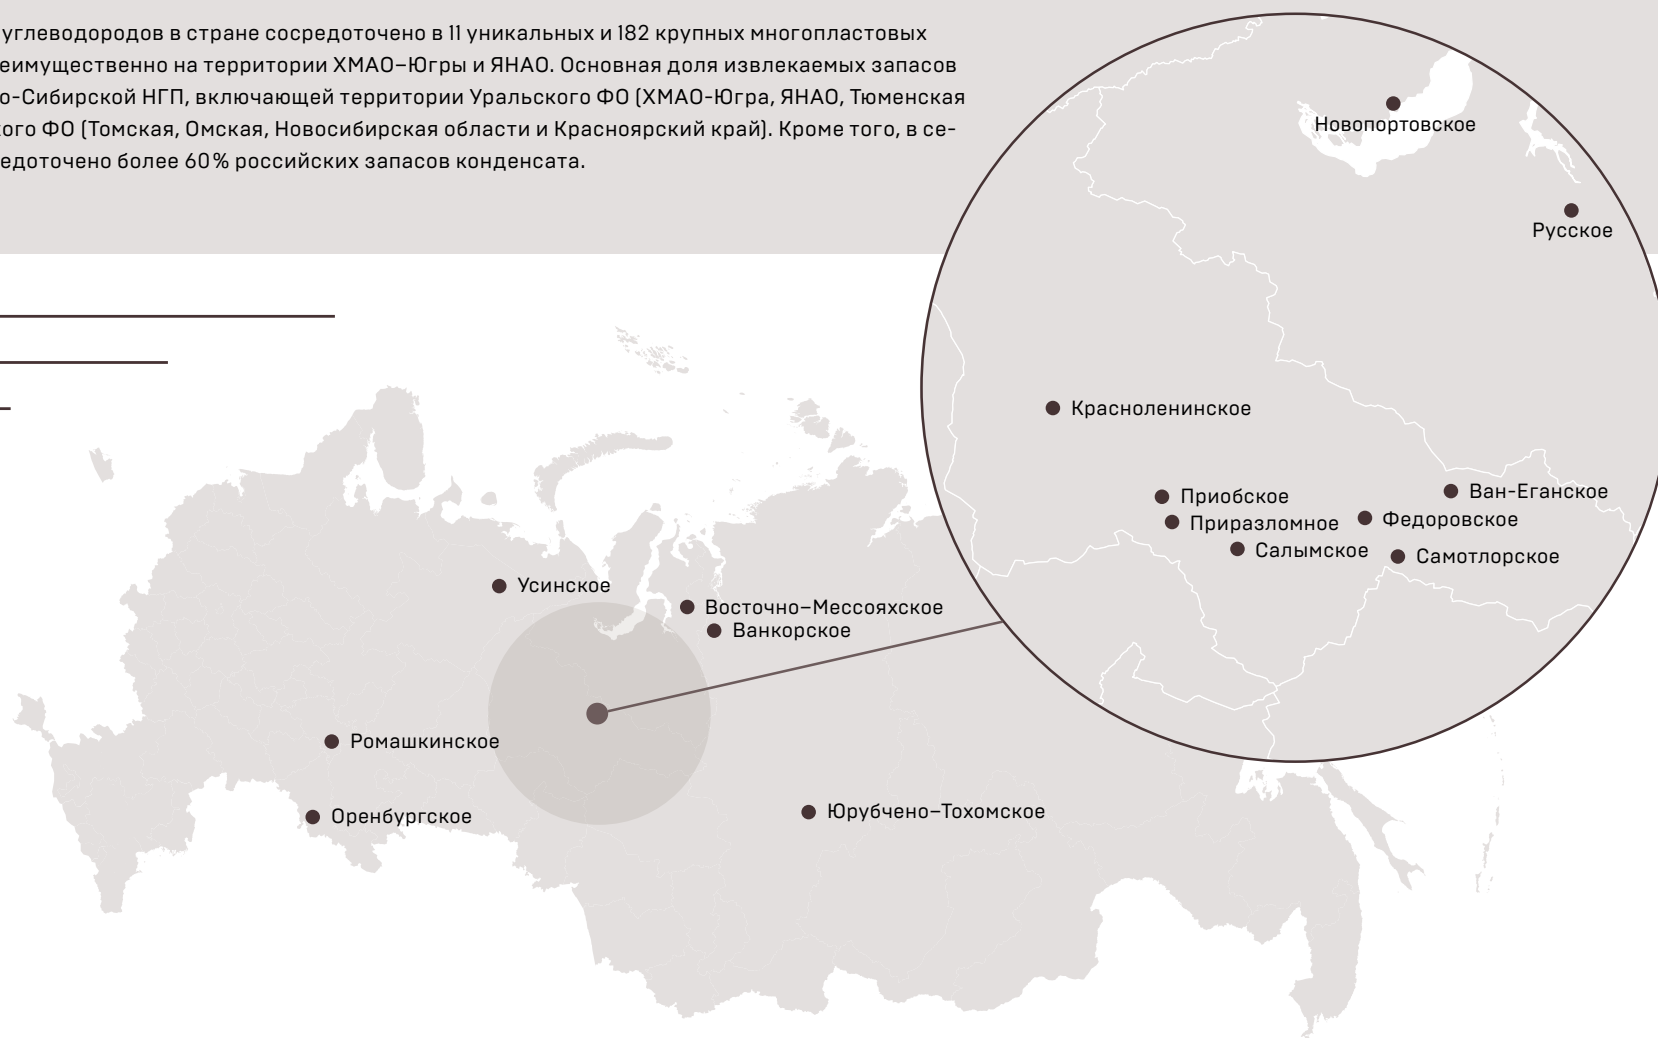 углеводородов в стране сосредоточено в 11 уникальных и 182 крупных многопластовых
еимущественно на территории ХМАО–Югры и ЯНАО. Основная доля извлекаемых запасов
о-Сибирской НГП, включающей территории Уральского ФО (ХМАО-Югра, ЯНАО, Тюменская
кого ФО (Томская, Омская, Новосибирская области и Красноярский край). Кроме того, в се-
едоточено более 60% российских запасов конденсата.
Новопортовское
Русское
Красноленинское
Приобское
Ван-Еганское
Приразломное
Федоровское
Салымское
Самотлорское
Усинское
Восточно–Мессояхское
Ванкорское
Ромашкинское
Оренбургское
Юрубчено–Тохомское